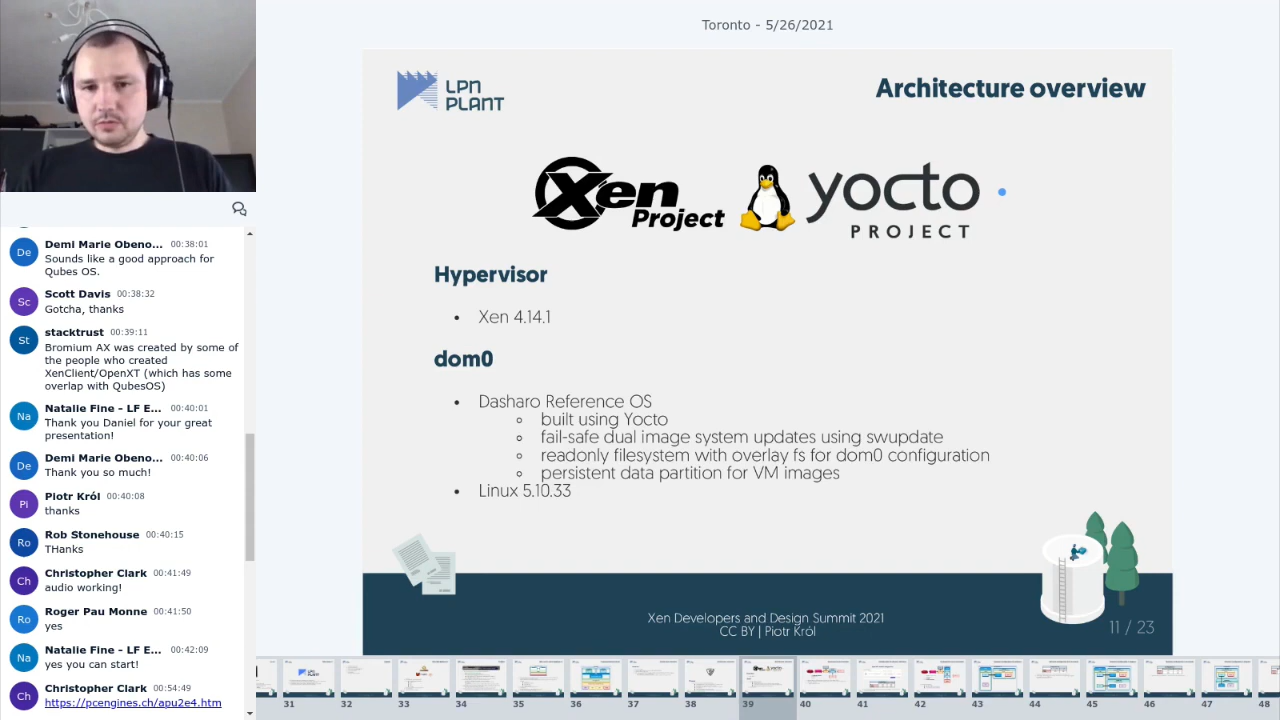 Toronto - 5/26/2021
De
Demi Marie Obeno... 00:38:01
Sounds like a good approach for
Qubes OS.
Sc
Scott Davis 00:38:32
Gotcha, thanks
St
stacktrust 00:39:11
Bromium AX was created by some of
the people who created
XenClient/OpenXT (which has some
overlap with QubesOS)
Na
Natalie Fine - LF E... 00:40:01
Thank you Daniel for your great
presentation!
De
Demi Marie Obeno... 00:40:06
Thank you so much!
Pi
Piotr Król 00:40:08
thanks
Ro
Rob Stonehouse 00:40:15
THanks
Ch
Christopher Clark 00:41:49
audio working!
Ro
Roger Pau Monne 00:41:50
yes
Na
Natalie Fine - LF E... 00:42:09
yes you can start!
Ch
Christopher Clark 00:54:49
https://pcengines.ch/apu2e4.htm
LPN
PLANT
Architecture overview
Xen
Project
yocto
PROJECT
Hypervisor
• Xen 4.14.1
dom0
• Dasharo Reference OS
◦ built using Yocto
◦ fail-safe dual image system updates using swupdate
◦ readonly filesystem with overlay fs for dom0 configuration
◦ persistent data partition for VM images
• Linux 5.10.33
Xen Developers and Design Summit 2021
CC BY | Piotr Król
11 / 23
31 32 33 34 35 36 37 38 39 40 41 42 43 44 45 46 47 48